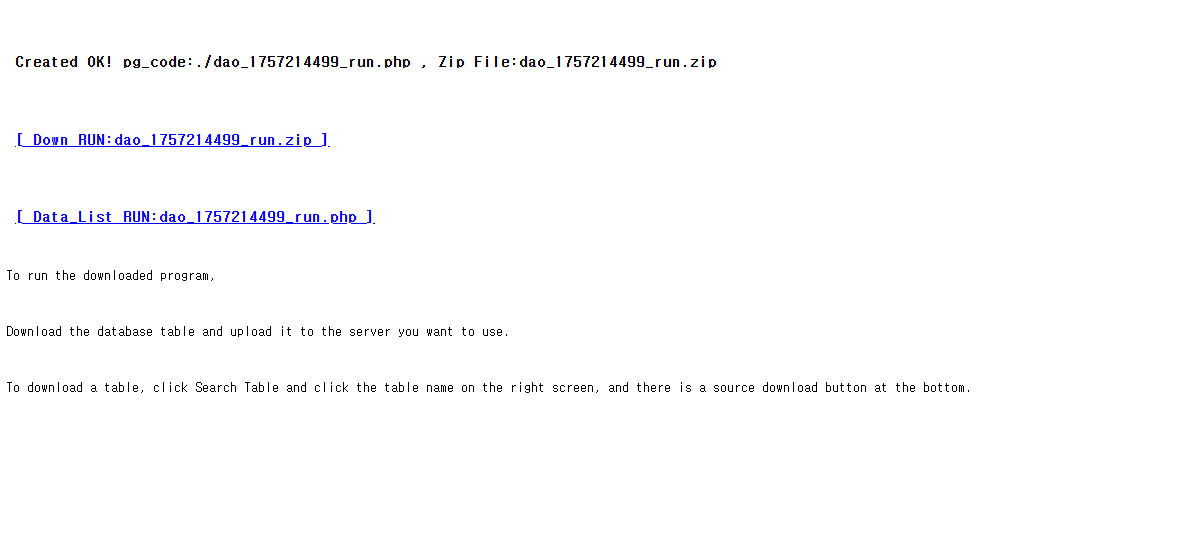 Created OK! pg_code:./dao_1757214499_run.php , Zip File:dao_1757214499_run.zip
[ Down RUN:dao_1757214499_run.zip ]
[ Data_List RUN:dao_1757214499_run.php ]
To run the downloaded program,
Download the database table and upload it to the server you want to use.
To download a table, click Search Table and click the table name on the right screen, and there is a source download button at the bottom.